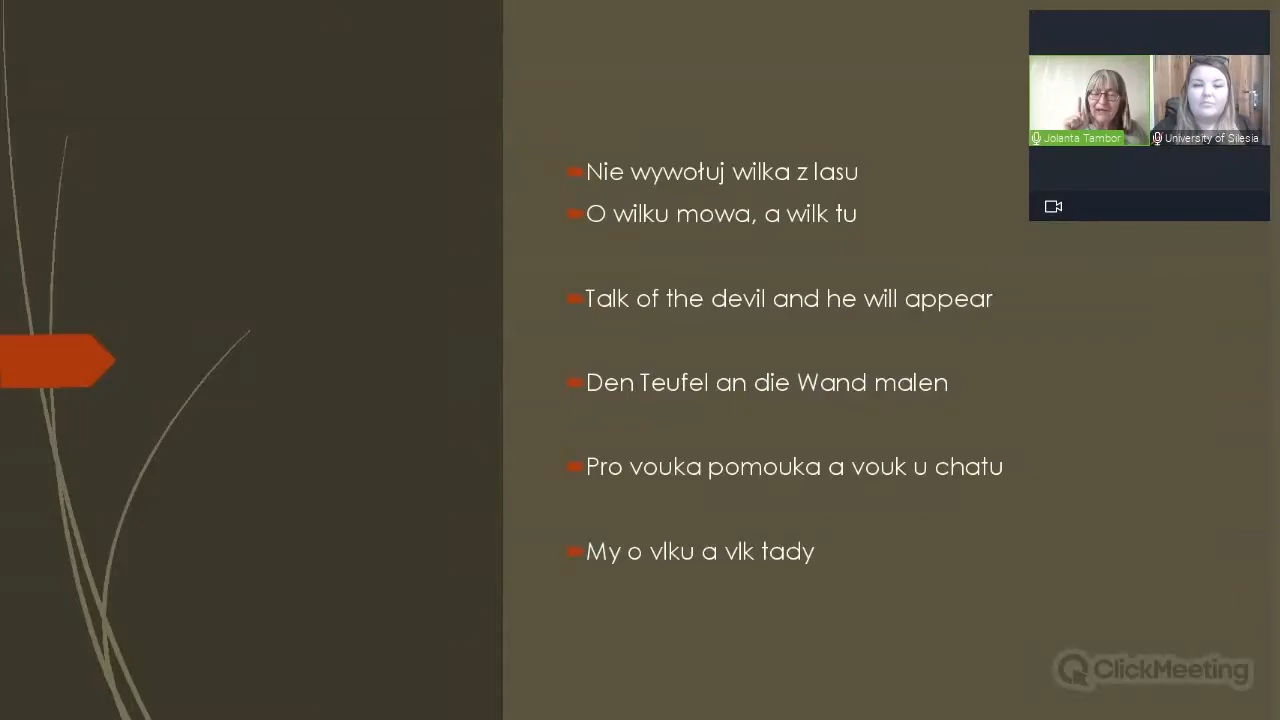 Nie wywołuj wilka z lasu
O wilku mowa, a wilk tu
Talk of the devil and he will appear
Den Teufel an die Wand malen
Pro vouka pomouka a vouk u chatu
My o vlku a vlk tady
Jolanta Tambor
University of Silesia
ClickMeeting